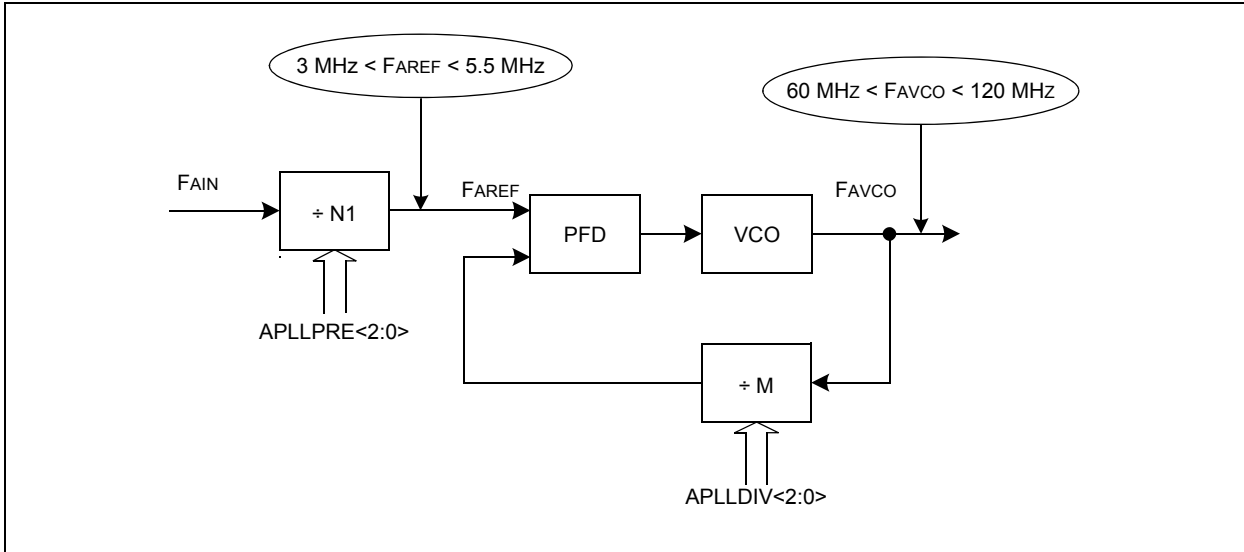 3 MHz < FAREF < 5.5 MHz
60 MHz < FAVCO < 120 MHz
FAIN
÷ N1
FAREF
PFD
VCO
FAVCO
APLLPRE<2:0>
÷ M
APLLDIV<2:0>